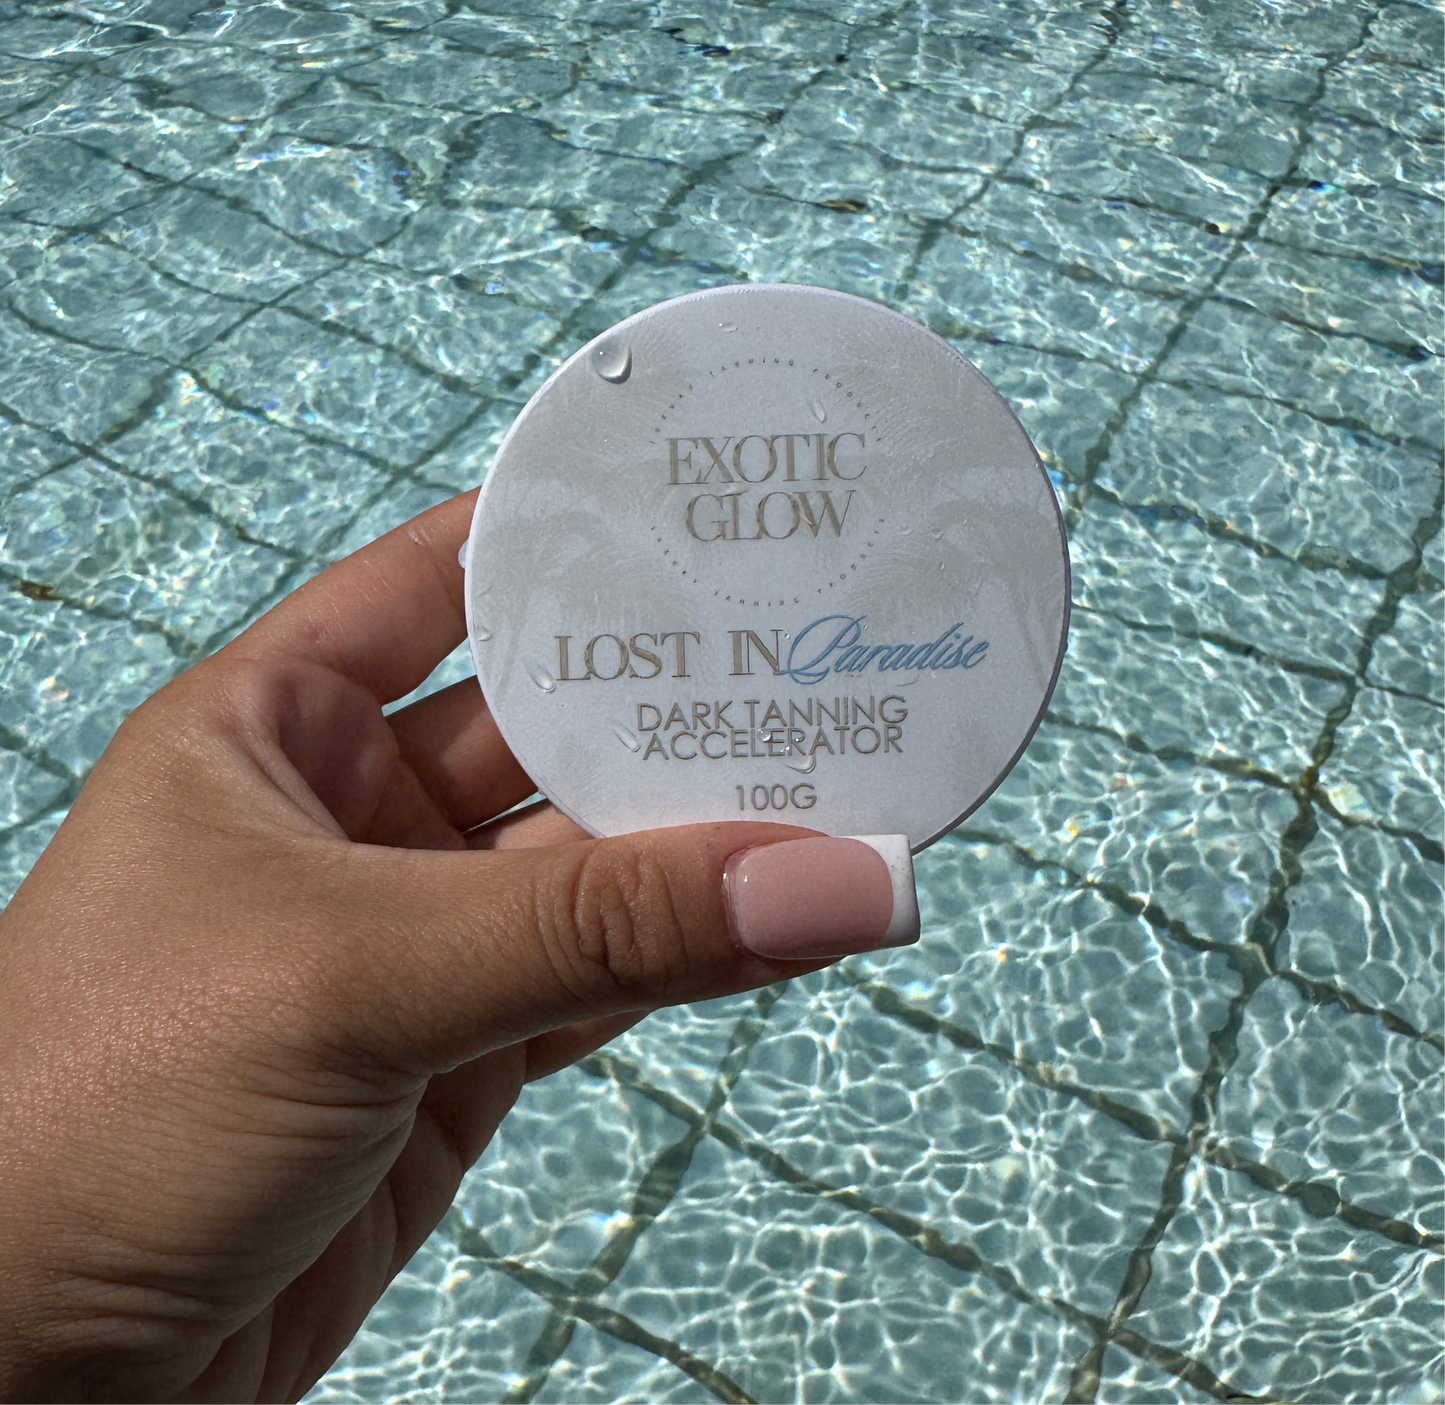 EXOTIC
GLOW
LOST IN Paradise
DARK TANNING
ACCELERATOR
100G